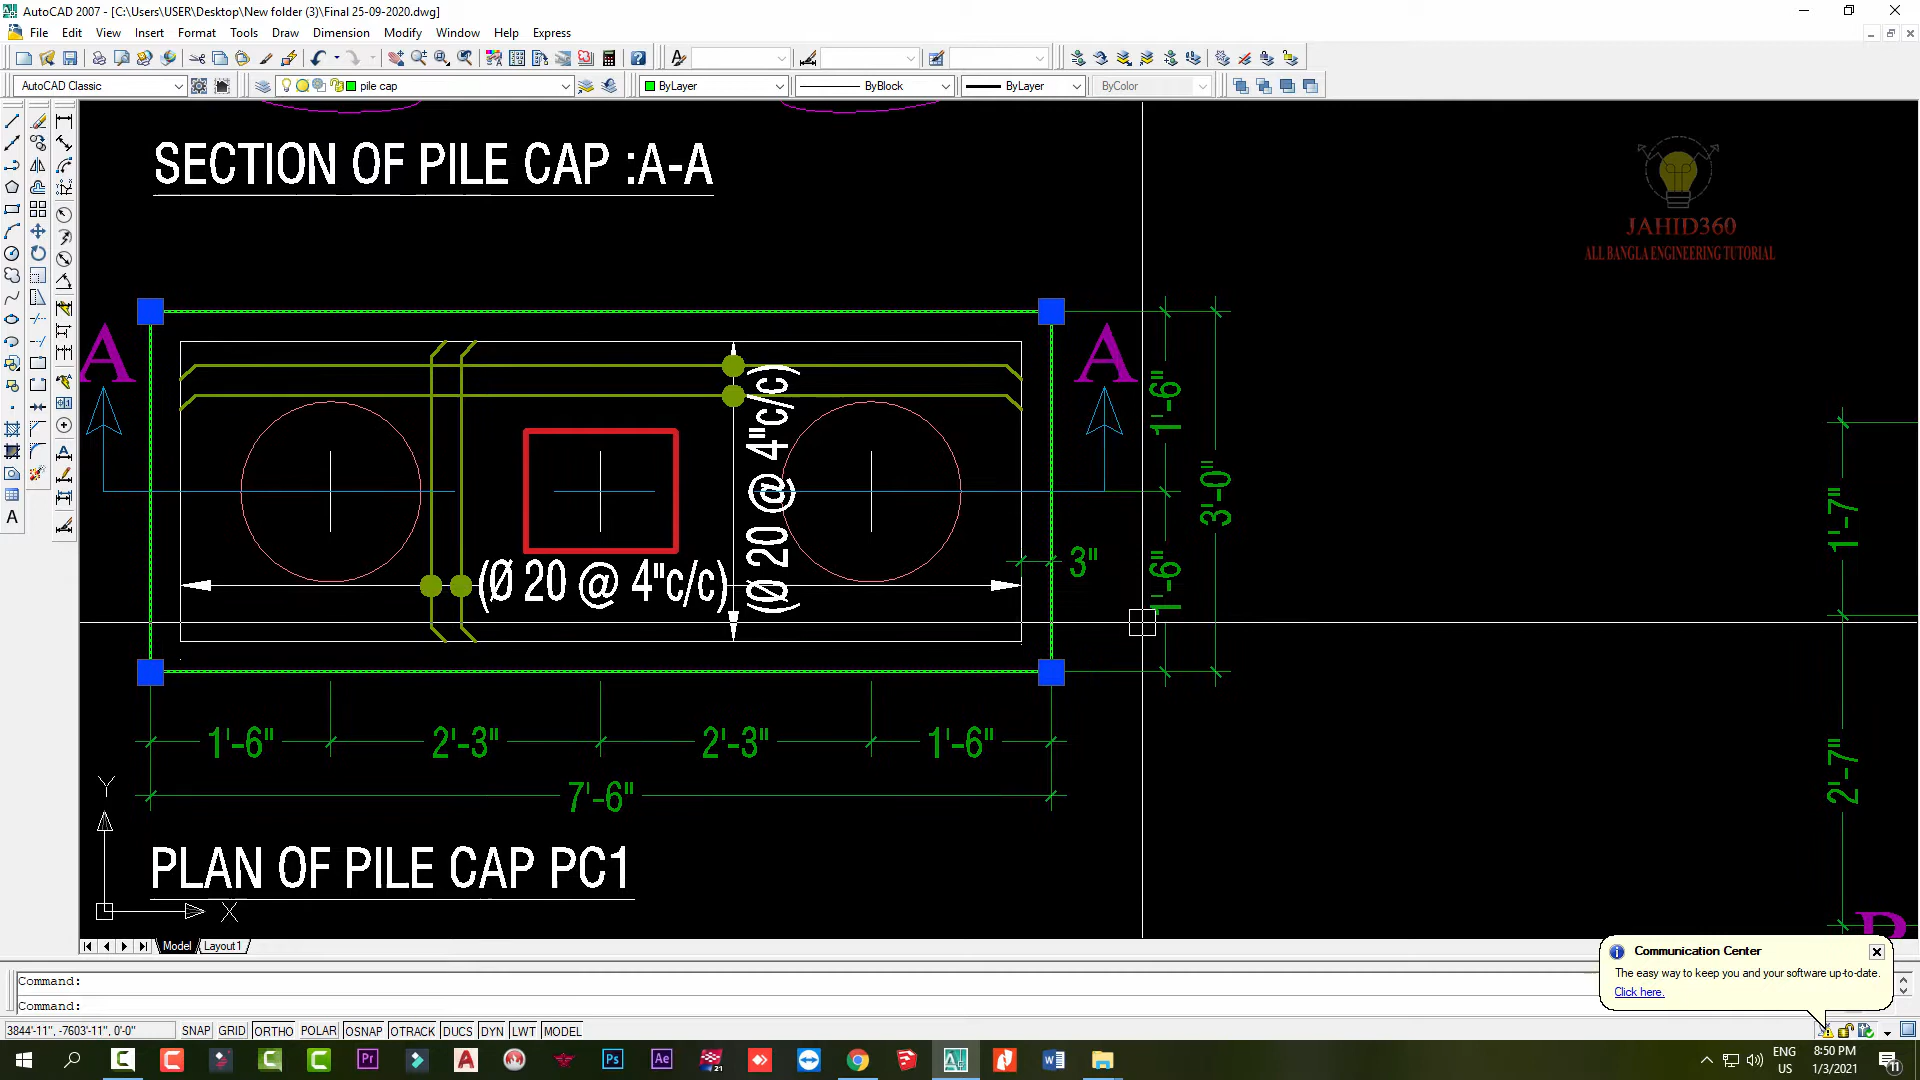 AutoCAD 2007 - [C:\Users\USER\Desktop\New folder (3)\Final 25-09-2020.dwg]
File Edit View Insert Format Tools Draw Dimension Modify Window Help Express
AutoCAD Classic pile cap ByLayer ByBlock ByLayer ByColor
SECTION OF PILE CAP :A-A
JAHID360
ALL BANGLA ENGINEERING TUTORIAL
A
A
1'-6"
3'-0"
1'-6"
3"
(Ø 20 @ 4"c/c)
(Ø 20 @ 4"c/c)
1'-7"
2'-7"
1'-6" 2'-3" 2'-3" 1'-6"
7'-6"
PLAN OF PILE CAP PC1
Y
X
A
Model Layout1
Communication Center
The easy way to keep you and your software up-to-date.
Click here.
Command:
Command:
3844'-11", -7603'-11", 0'-0" SNAP GRID ORTHO POLAR OSNAP OTRACK DUCS DYN LWT MODEL
Pr Ps Ae 21
ENG
US
8:50 PM
1/3/2021
11